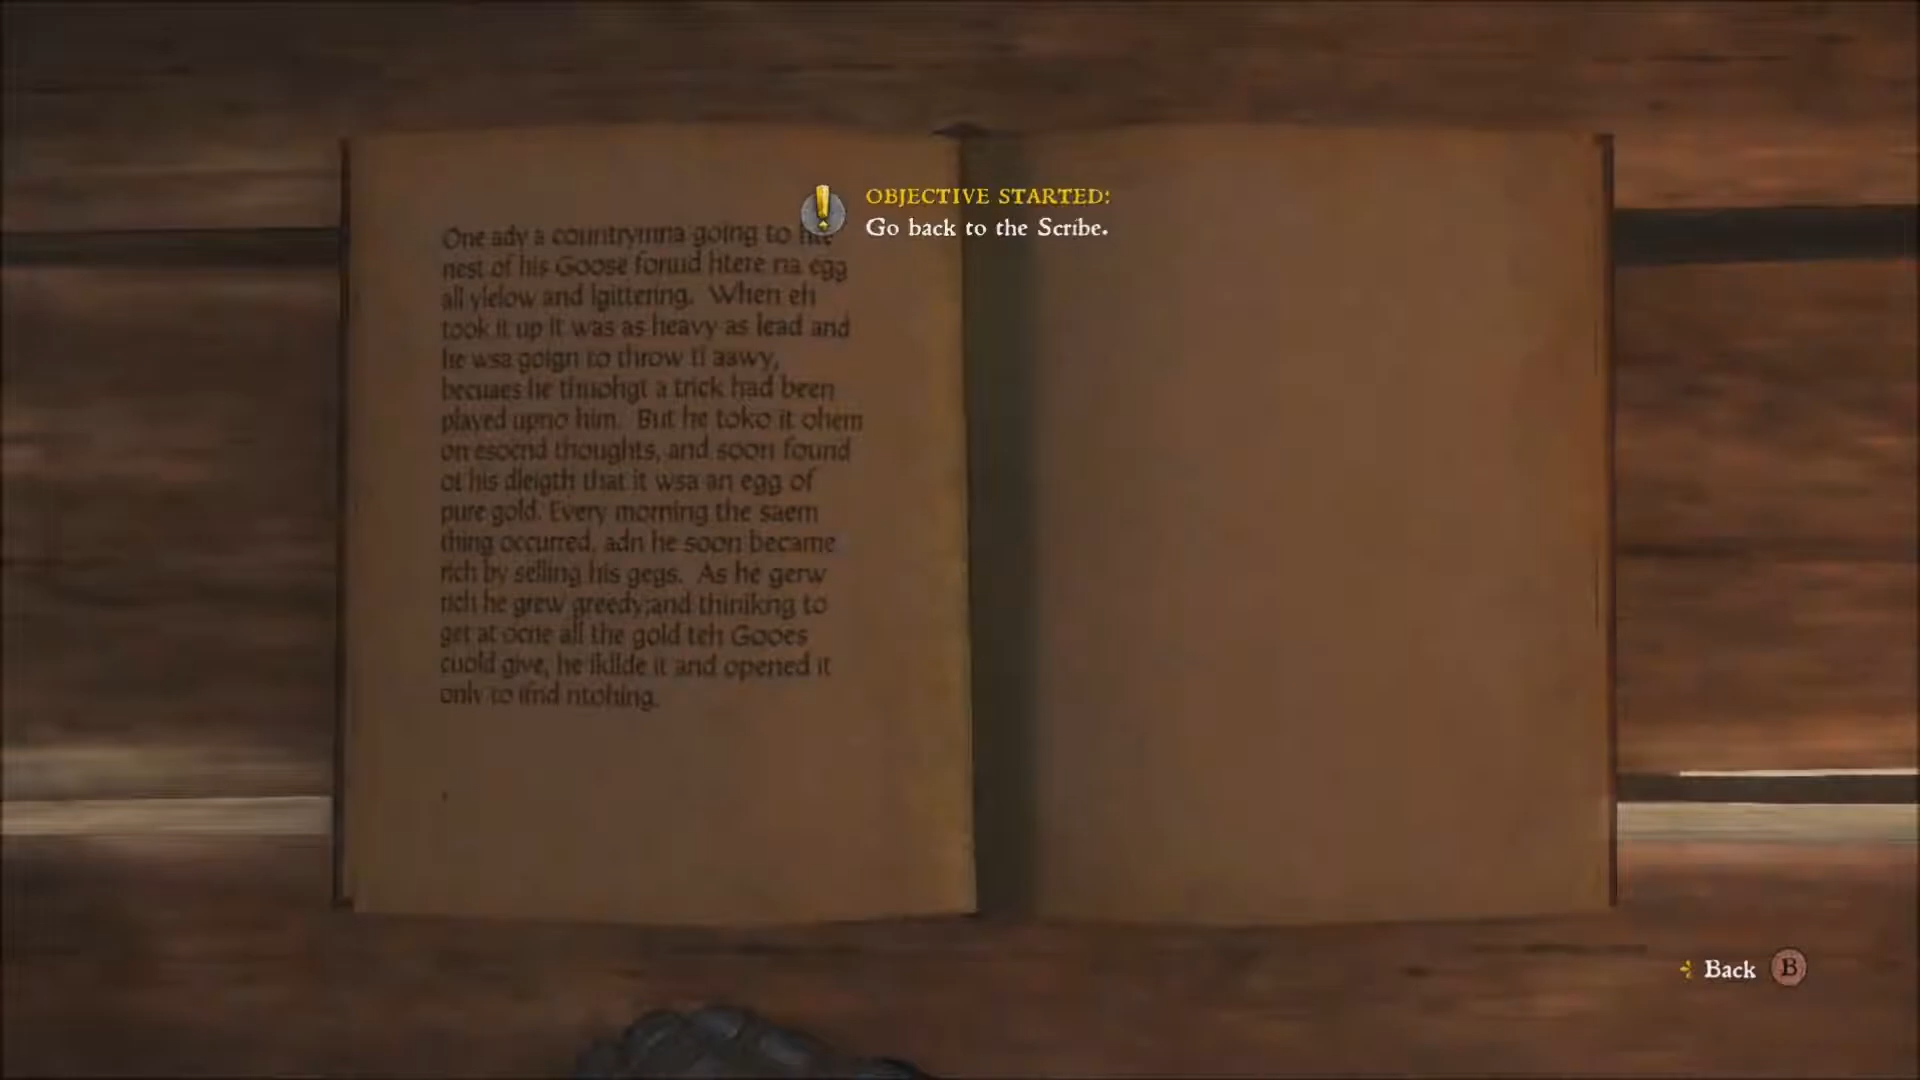 OBJECTIVE STARTED:
Go back to the Scribe.
One adv a countrymna going to hte
nest of his Goose fonud htere na egg
all ylelow and lgittering. When eh
took it up it was as heavy as lead and
he wsa goign to throw ti aawy,
becuaes he thuohgt a trick had been
played upno him. But he toko it ohem
on esocnd thoughts, and soon found
ot his dleigth that it wsa an egg of
pure gold. Every morning the saem
thing occurred, adn he soon became
rich by selling his gegs. As he gerw
rich he grew greedy;and thinikng to
get at ocne all the gold teh Gooes
cuold give, he ikllde it and opened it
only to ifnd ntohing.
Back B